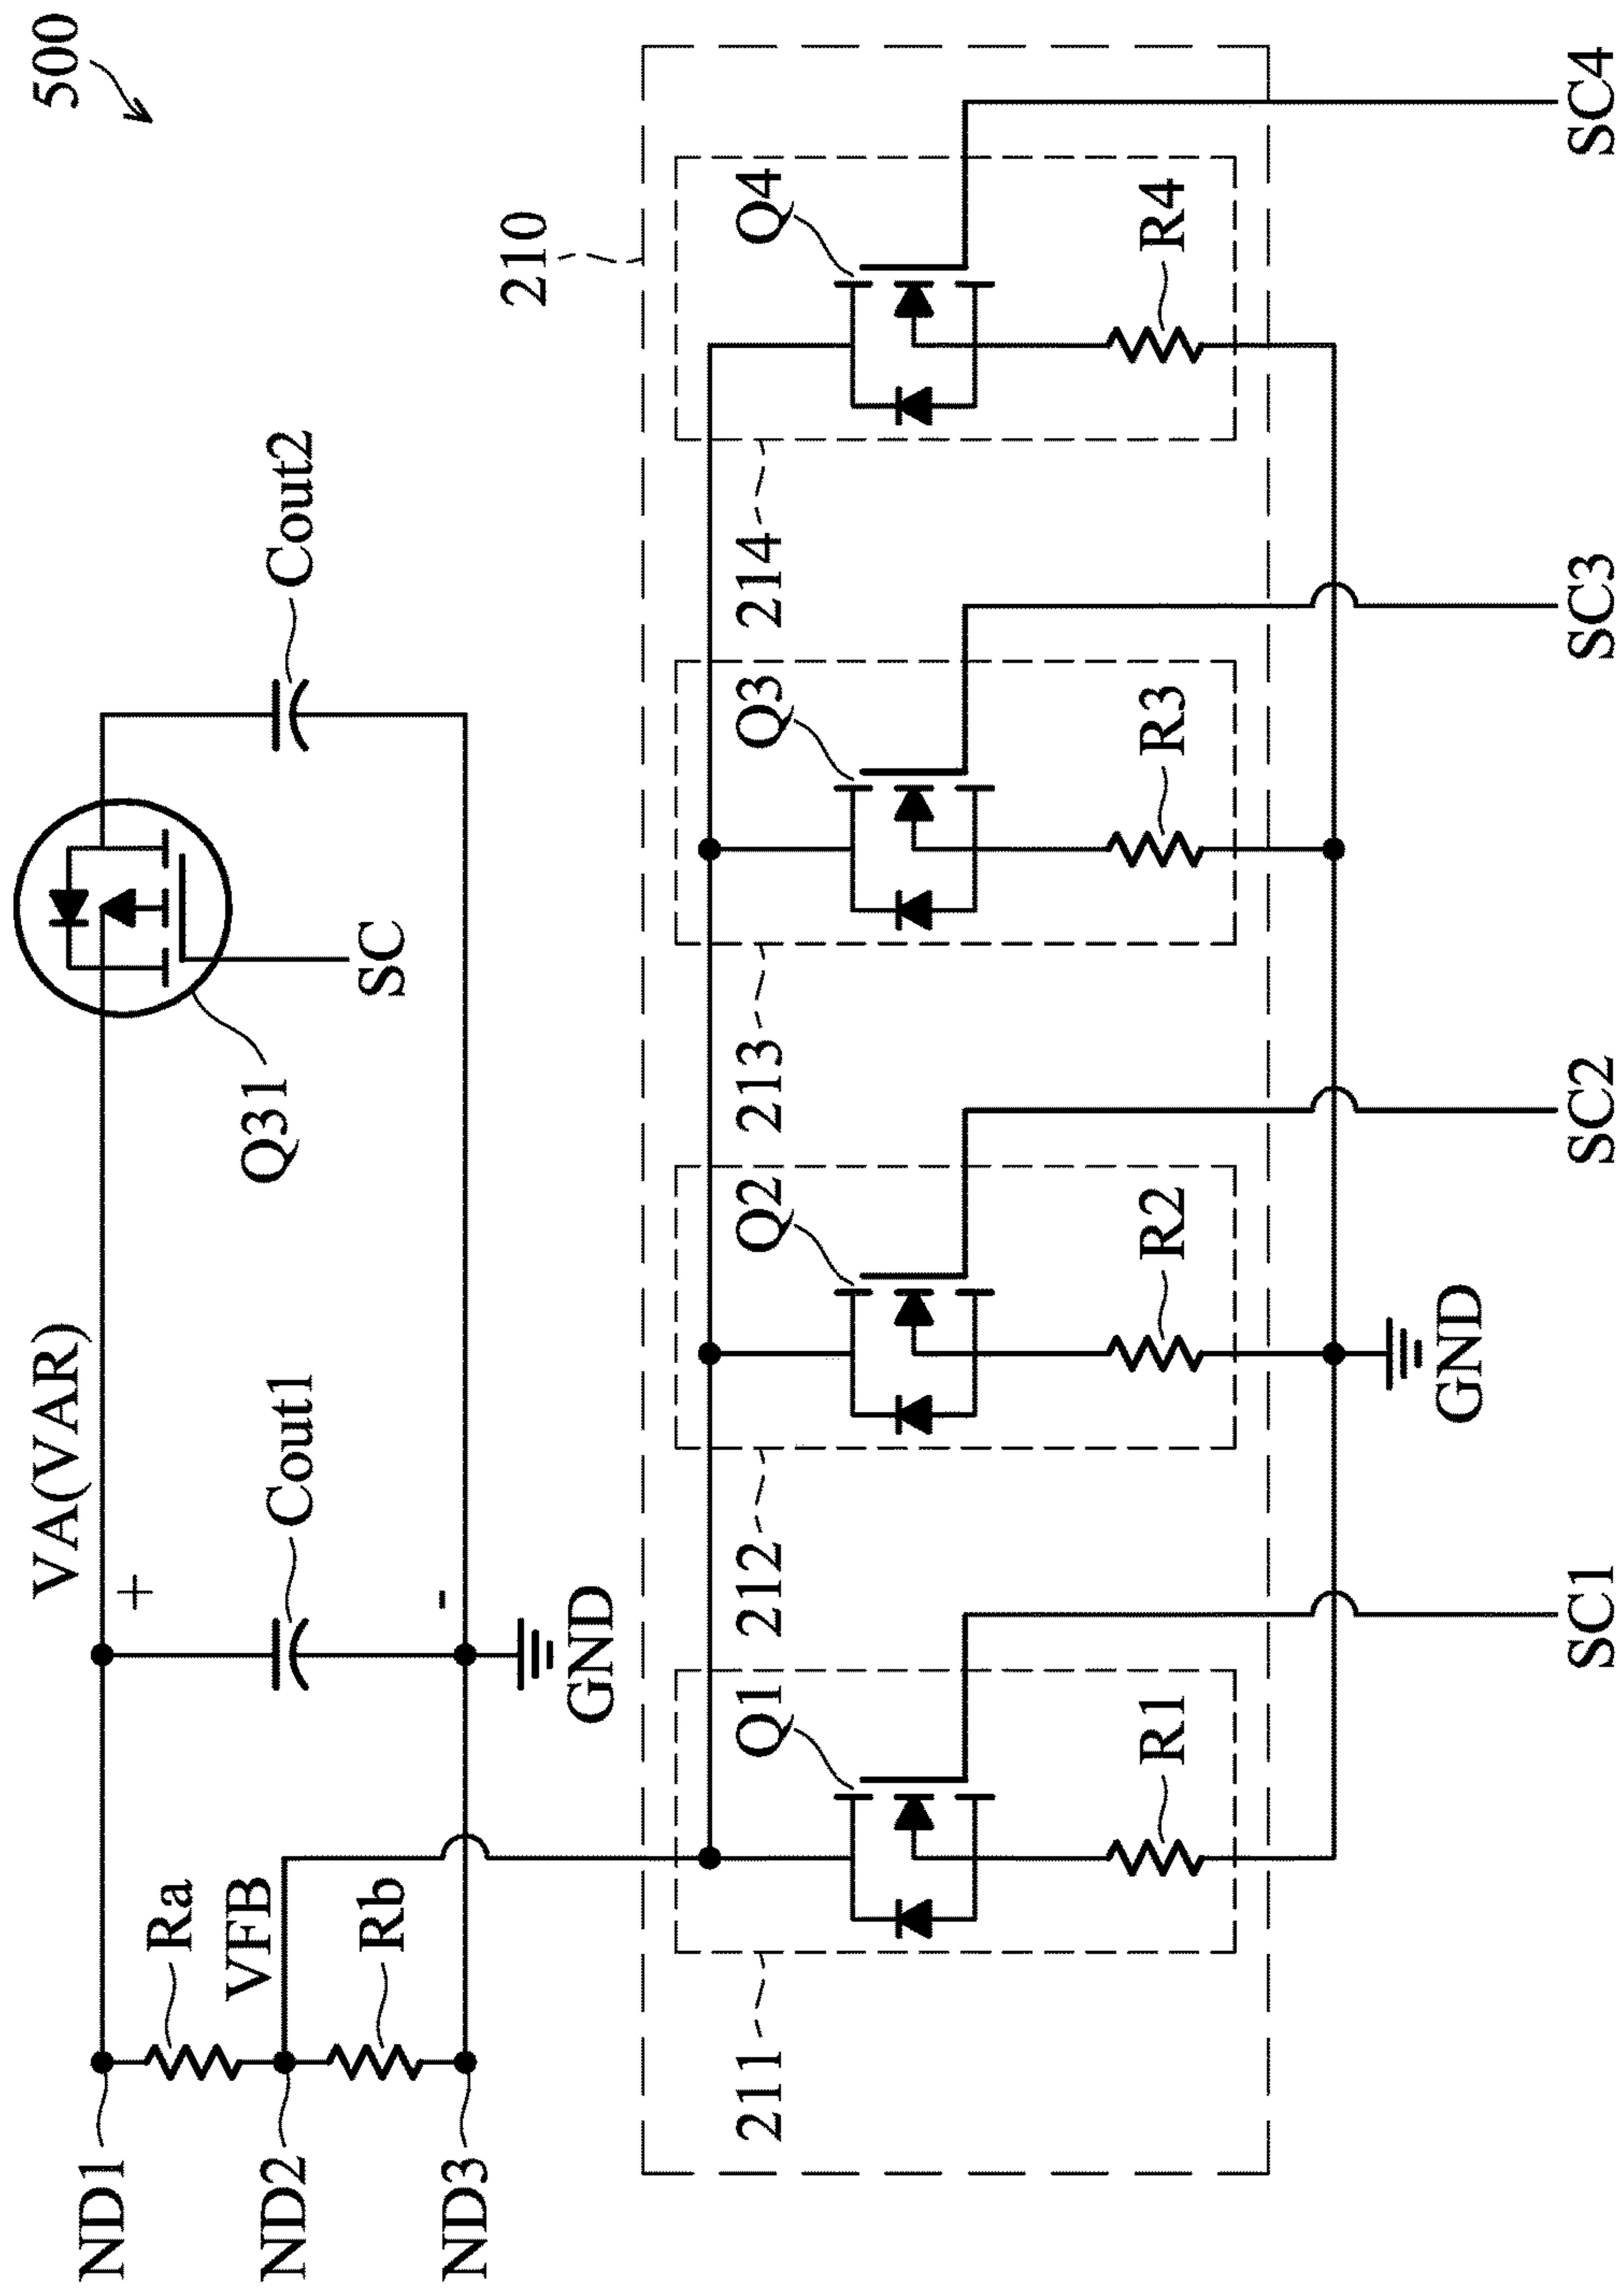 500
VA(VAR)
+
-
Cout1
Cout2
Q31
SC
GND
ND1
Ra
VFB
ND2
Rb
ND3
210
211
Q1
R1
212
Q2
R2
213
Q3
R3
214
Q4
R4
GND
SC1
SC2
SC3
SC4